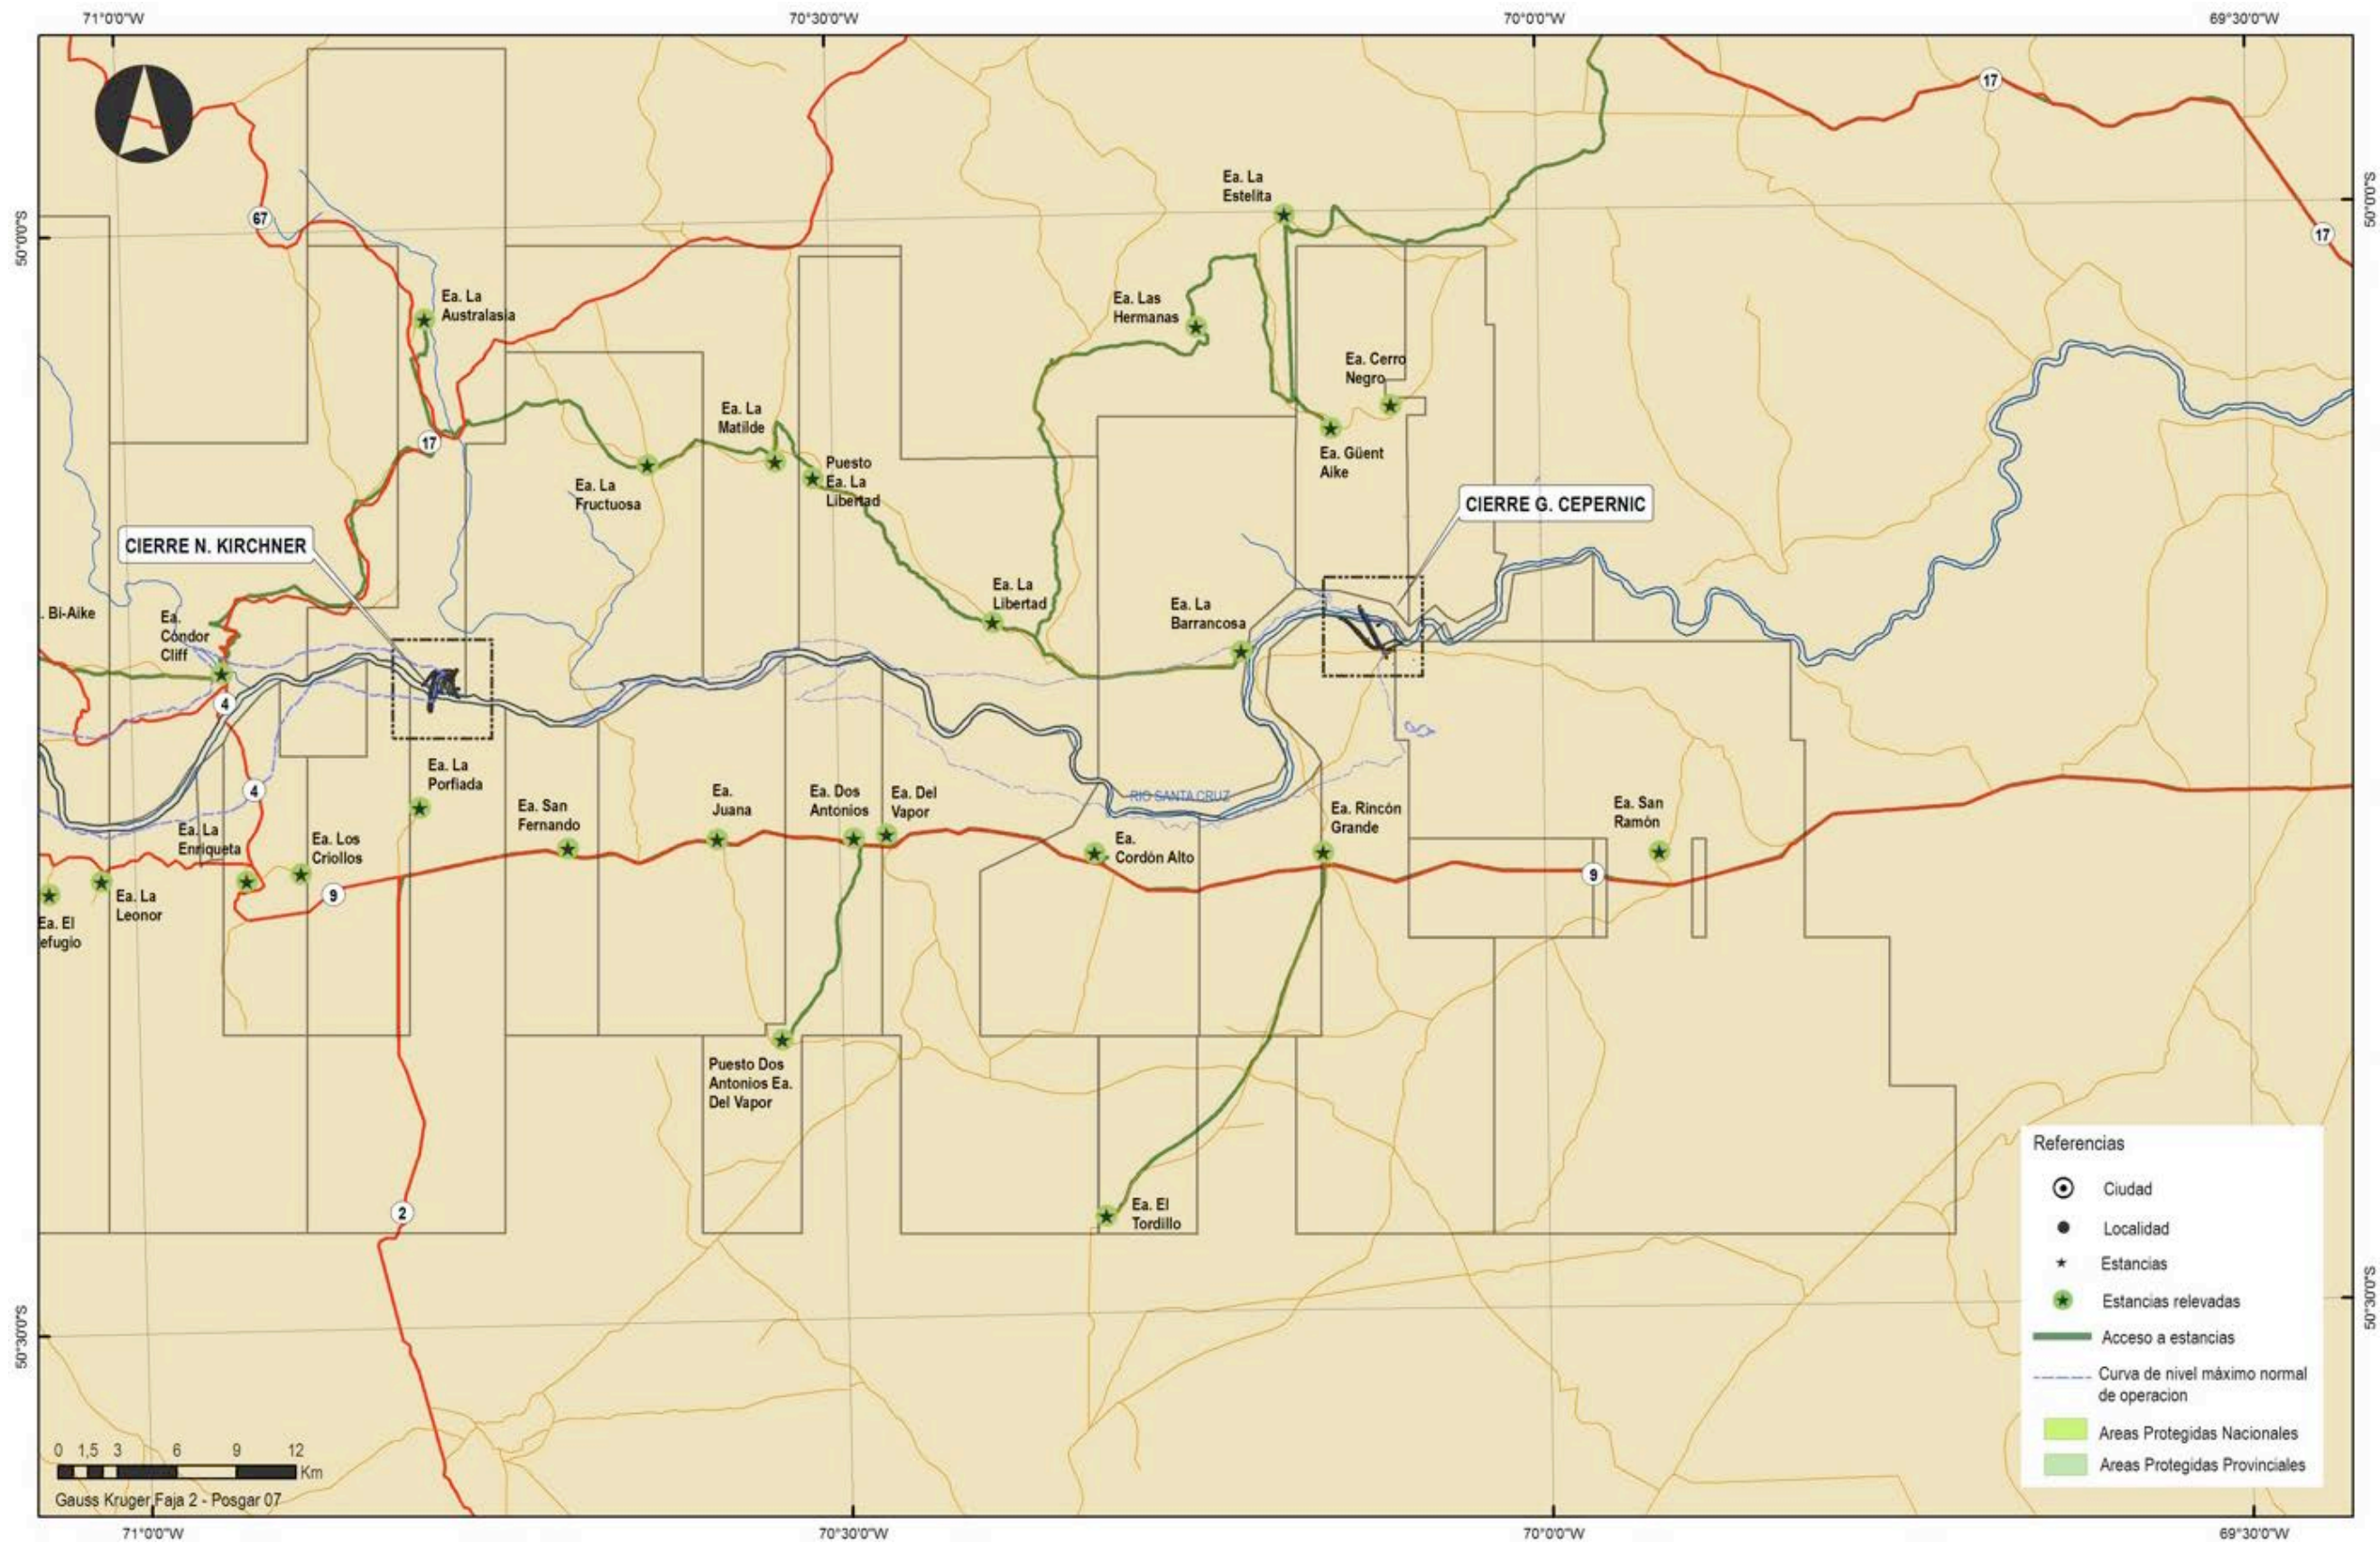 71°0'0"W
70°30'0"W
70°0'0"W
69°30'0"W
50°0'0"S
50°0'0"S
17
Ea. La
Estelita
67
17
Ea. La
Australasia
Ea. Las
Hermanas
Ea. Cerro
Negro
17
Ea. La
Matilde
Ea. La
Fructuosa
Puesto
Ea. La
Libertad
Ea. Güent
Aike
CIERRE G. CEPERNIC
CIERRE N. KIRCHNER
. Bi-Aike
Ea.
Cóndor
Cliff
Ea. La
Libertad
Ea. La
Barrancosa
4
4
Ea. La
Porfiada
RIO SANTA CRUZ
Ea. San
Fernando
Ea.
Juana
Ea. Dos
Antonios
Ea. Del
Vapor
Ea. Rincón
Grande
Ea. San
Ramón
Ea. La
Enriqueta
Ea. Los
Criollos
Ea.
Cordón Alto
9
9
Ea. La
Leonor
Ea. El
efugio
Puesto Dos
Antonios Ea.
Del Vapor
2
Ea. El
Tordillo
50°30'0"S
50°30'0"S
Referencias
Ciudad
Localidad
Estancias
Estancias relevadas
Acceso a estancias
Curva de nivel máximo normal
de operacion
Areas Protegidas Nacionales
Areas Protegidas Provinciales
0 1,5 3 6 9 12
Km
Gauss Kruger Faja 2 - Posgar 07
71°0'0"W
70°30'0"W
70°0'0"W
69°30'0"W